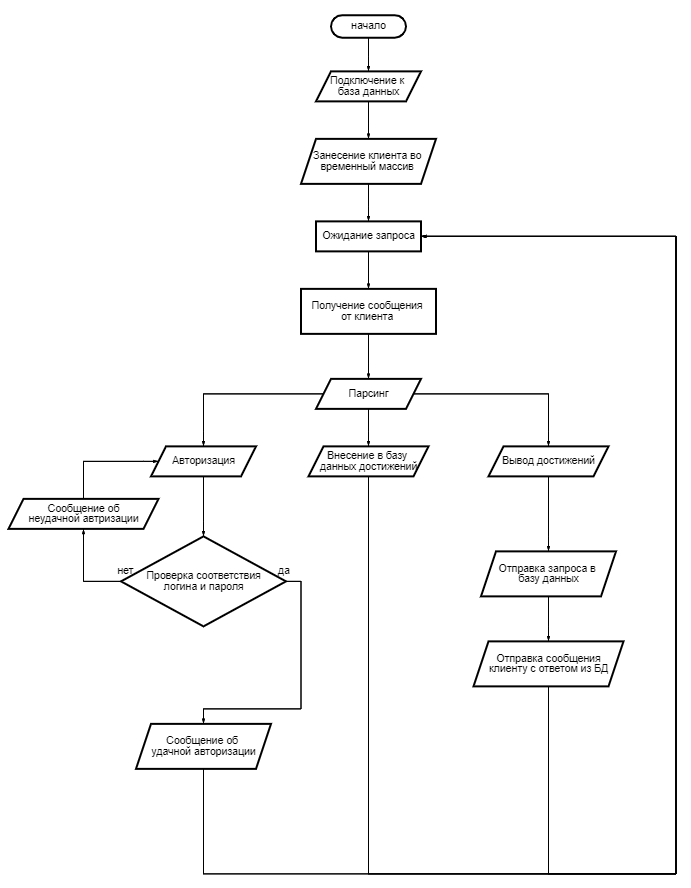 начало
Подключение к
база данных
Занесение клиента во
временный массив
Ожидание запроса
Получение сообщения
от клиента
Парсинг
Авторизация
Внесение в базу
данных достижений
Вывод достижений
Сообщение об
неудачной автризации
нет
да
Проверка соответствия
логина и пароля
Отправка запроса в
базу данных
Отправка сообщения
клиенту с ответом из БД
Сообщение об
удачной авторизации